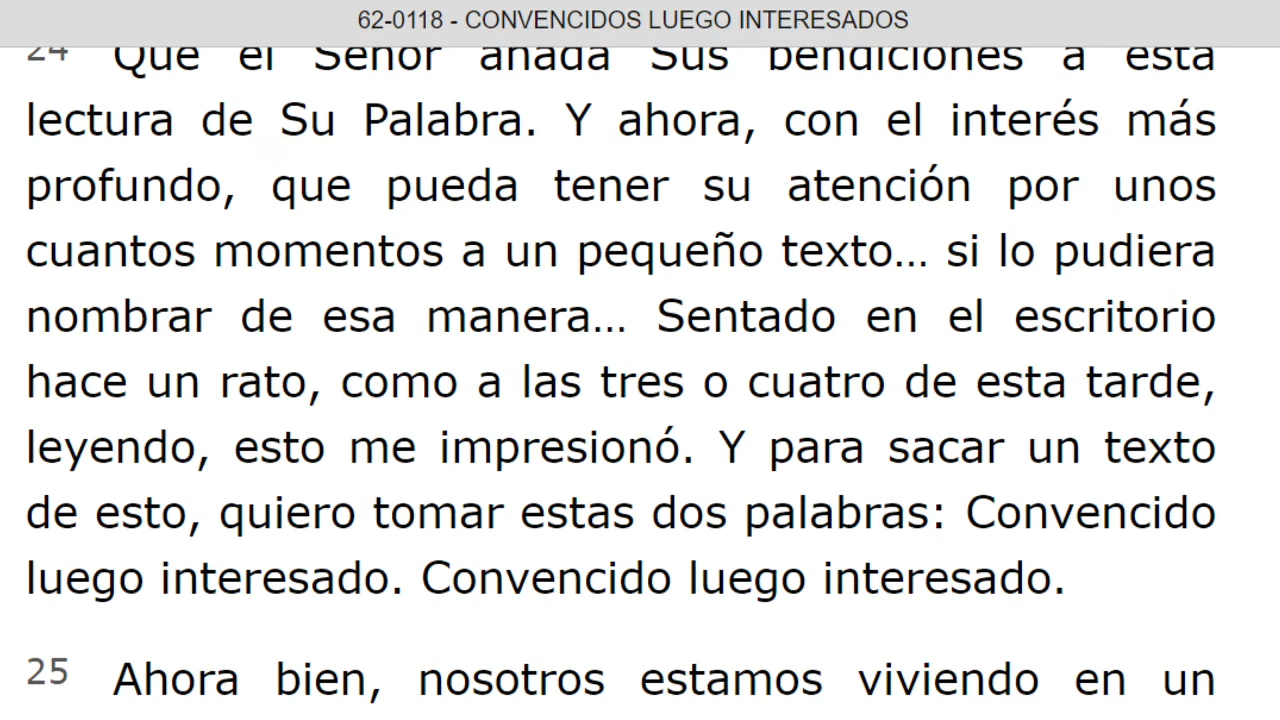 62-0118 - CONVENCIDOS LUEGO INTERESADOS
24 Que el Señor añada Sus bendiciones a esta
lectura de Su Palabra. Y ahora, con el interés más
profundo, que pueda tener su atención por unos
cuantos momentos a un pequeño texto… si lo pudiera
nombrar de esa manera… Sentado en el escritorio
hace un rato, como a las tres o cuatro de esta tarde,
leyendo, esto me impresionó. Y para sacar un texto
de esto, quiero tomar estas dos palabras: Convencido
luego interesado. Convencido luego interesado.
25 Ahora bien, nosotros estamos viviendo en un